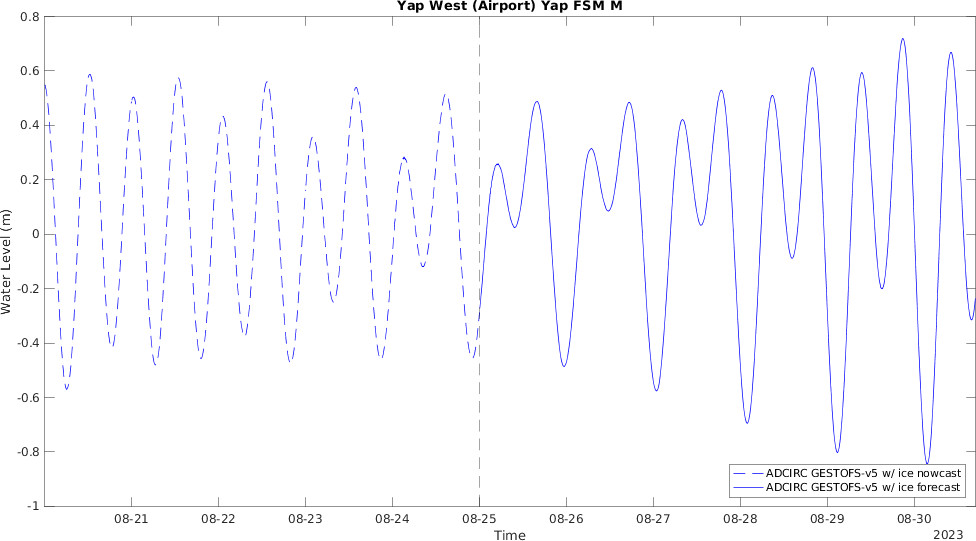 Yap West (Airport) Yap FSM M
0.8
0.6
0.4
0.2
0
-0.2
-0.4
-0.6
-0.8
-1
Water Level (m)
ADCIRC GESTOFS-v5 w/ ice nowcast
ADCIRC GESTOFS-v5 w/ ice forecast
08-21 08-22 08-23 08-24 08-25 08-26 08-27 08-28 08-29 08-30
Time
2023